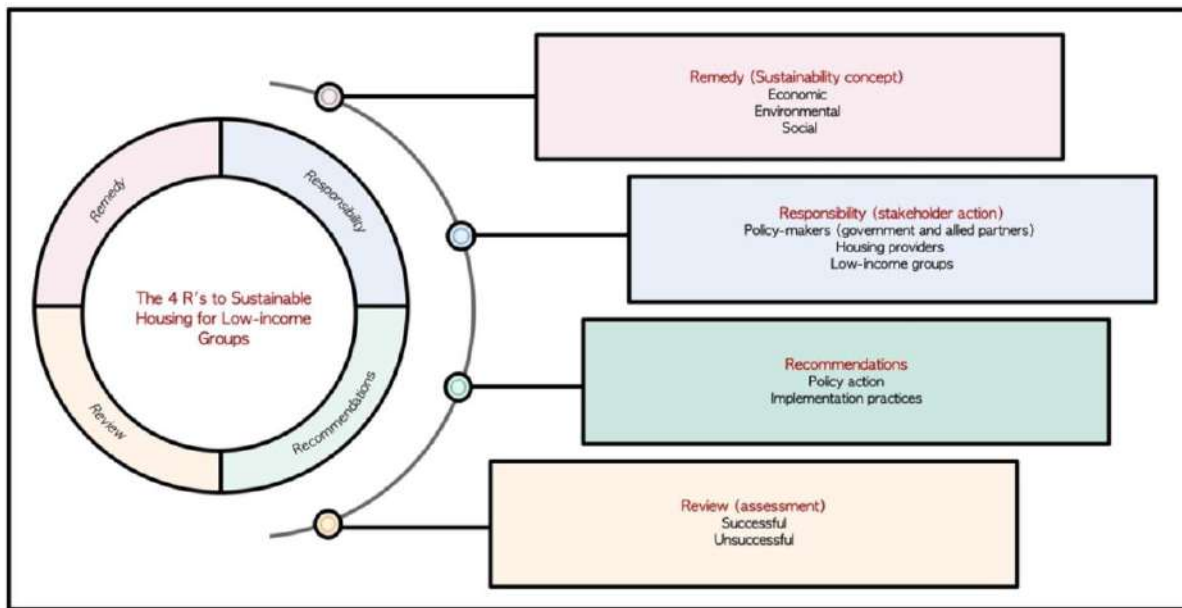 Remedy
Responsibility
The 4 R's to Sustainable
Housing for Low-income
Groups
Review
Recommendations
Remedy (Sustainability concept)
Economic
Environmental
Social
Responsibility (stakeholder action)
Policy-makers (government and allied partners)
Housing providers
Low-income groups
Recommendations
Policy action
Implementation practices
Review (assessment)
Successful
Unsuccessful